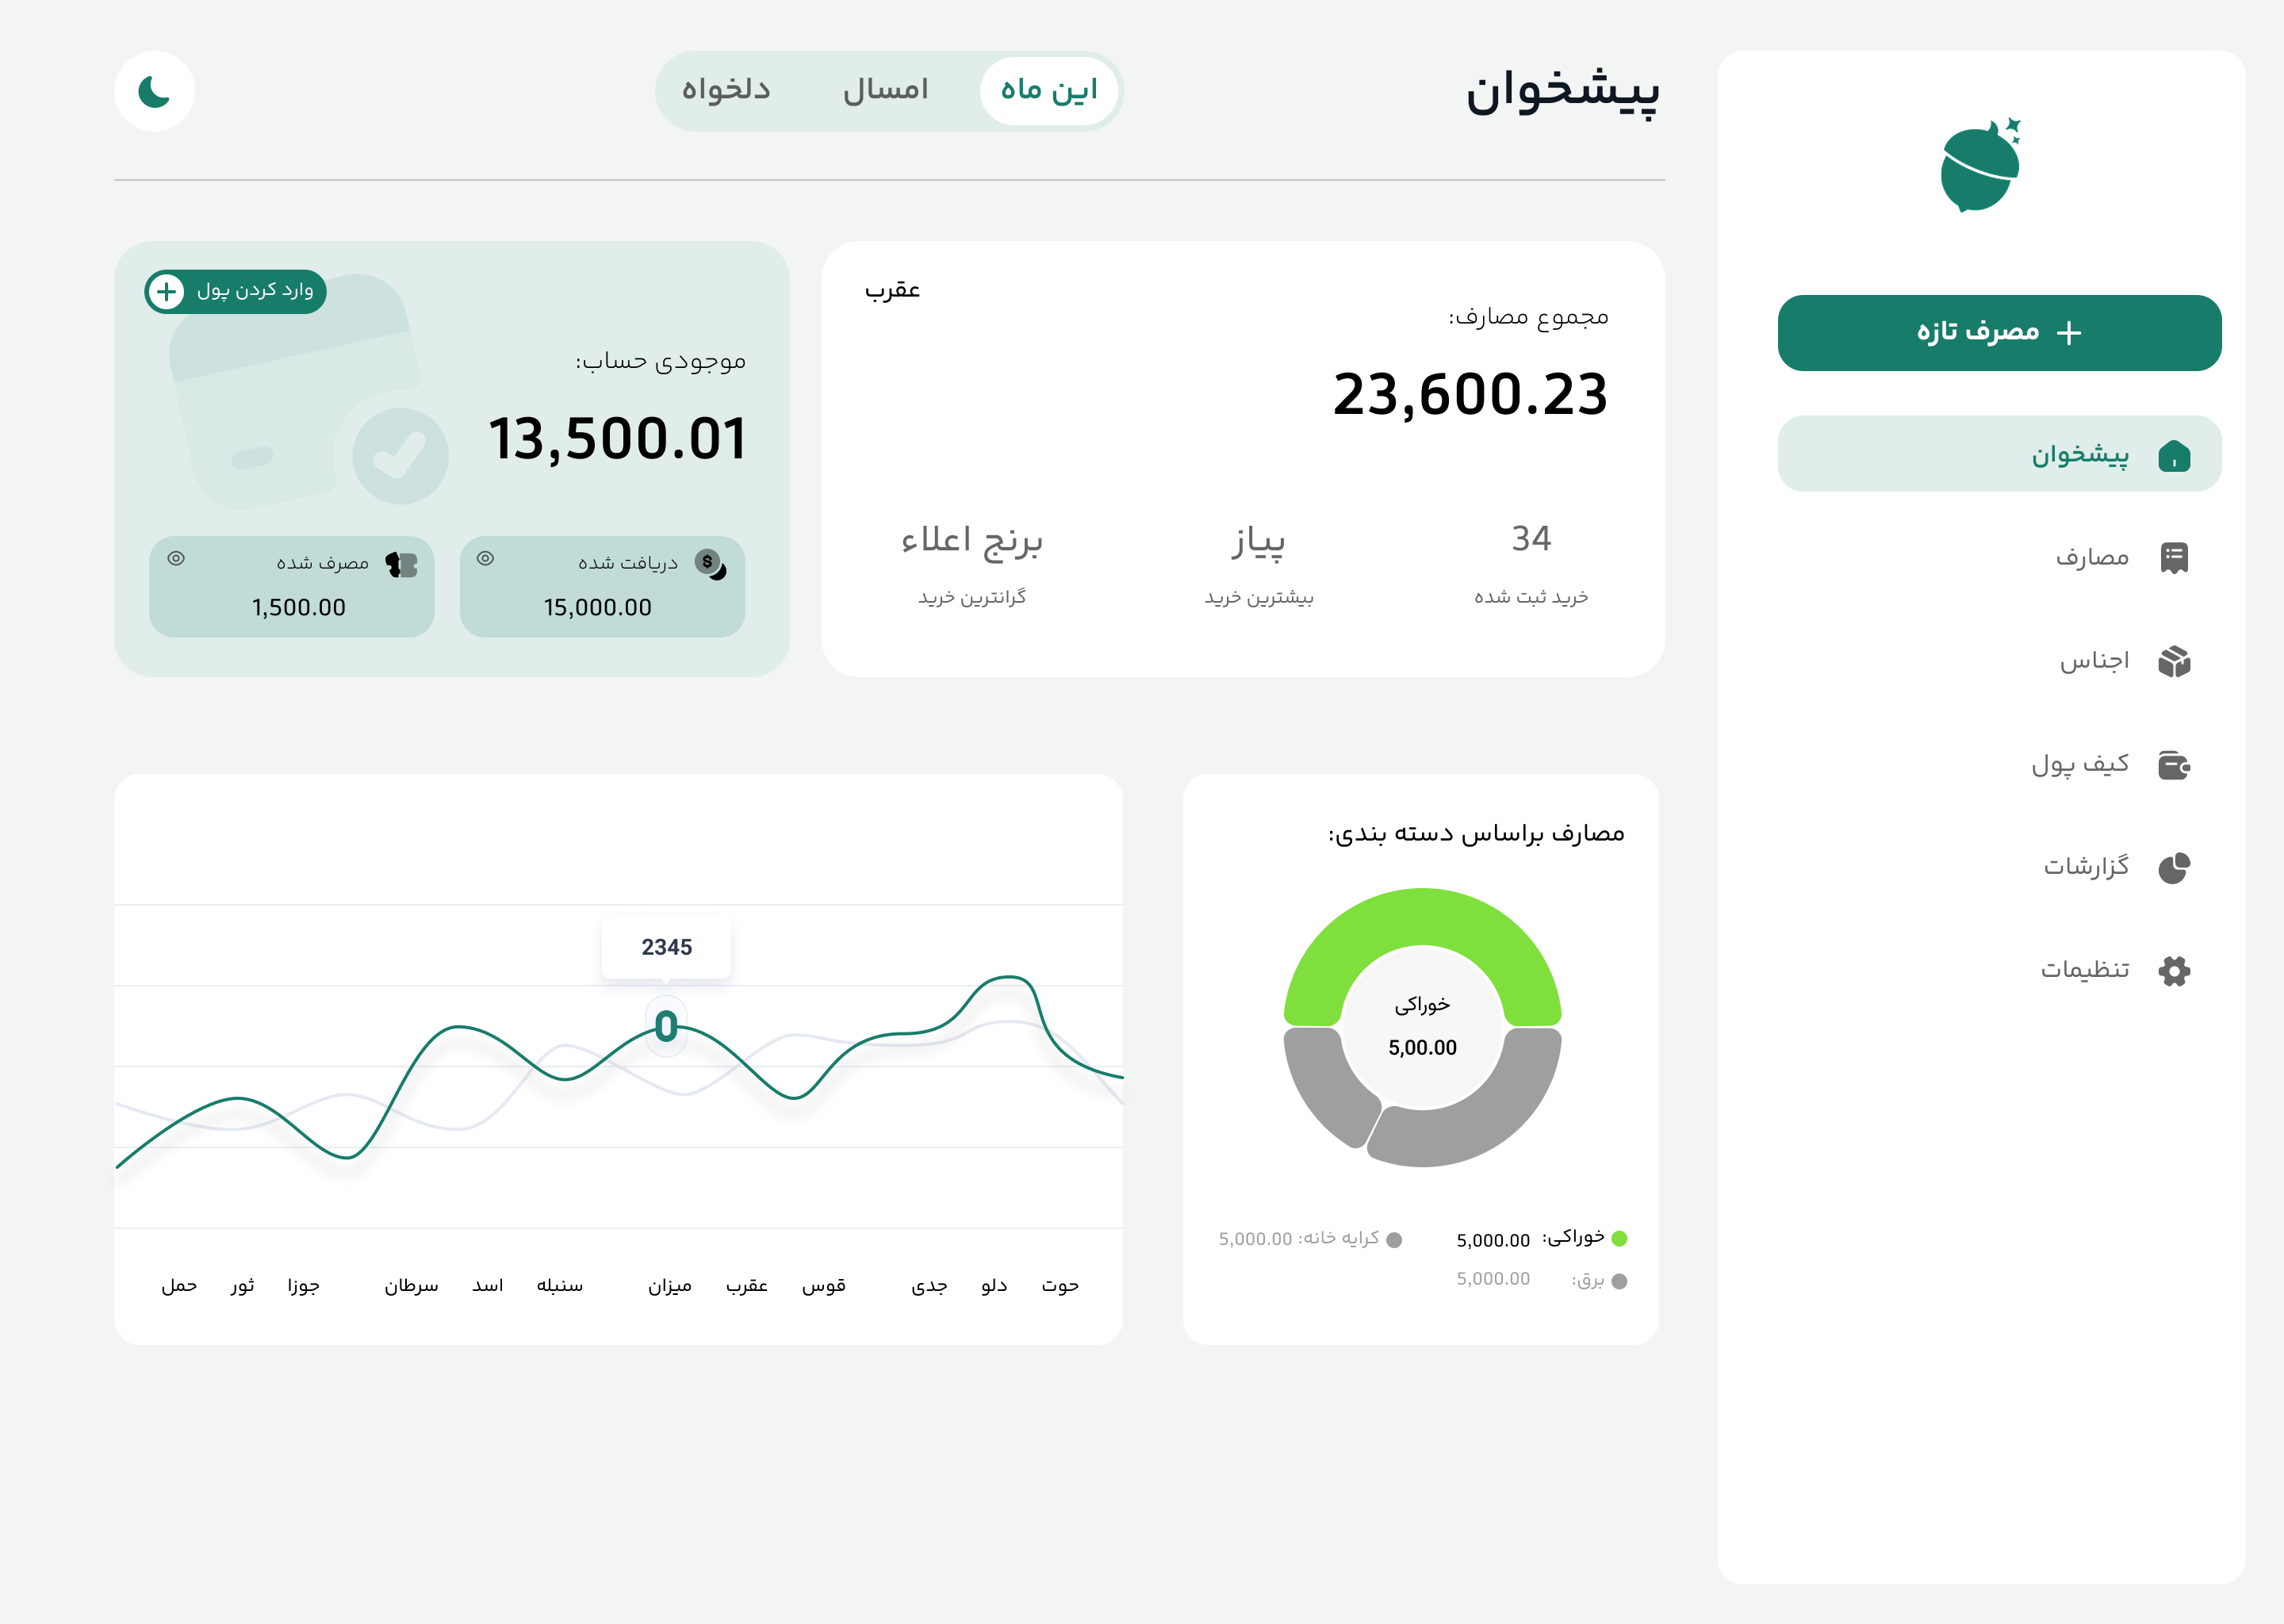 مصرف تازه
پیشخوان
مصارف
اجناس
کیف پول
گزارشات
تنظیمات
پیشخوان
این ماه
امسال
دلخواه
عقرب
مجموع مصارف:
23,600.23
34
خرید ثبت شده
پیاز
بیشترین خرید
برنج اعلاء
گرانترین خرید
وارد کردن پول
موجودی حساب:
13,500.01
دریافت شده
15,000.00
مصرف شده
1,500.00
مصارف براساس دسته بندی:
خوراکی
5,00.00
خوراکی: 5,000.00
کرایه خانه: 5,000.00
برق: 5,000.00
2345
حمل ثور جوزا سرطان اسد سنبله میزان عقرب قوس جدی دلو حوت